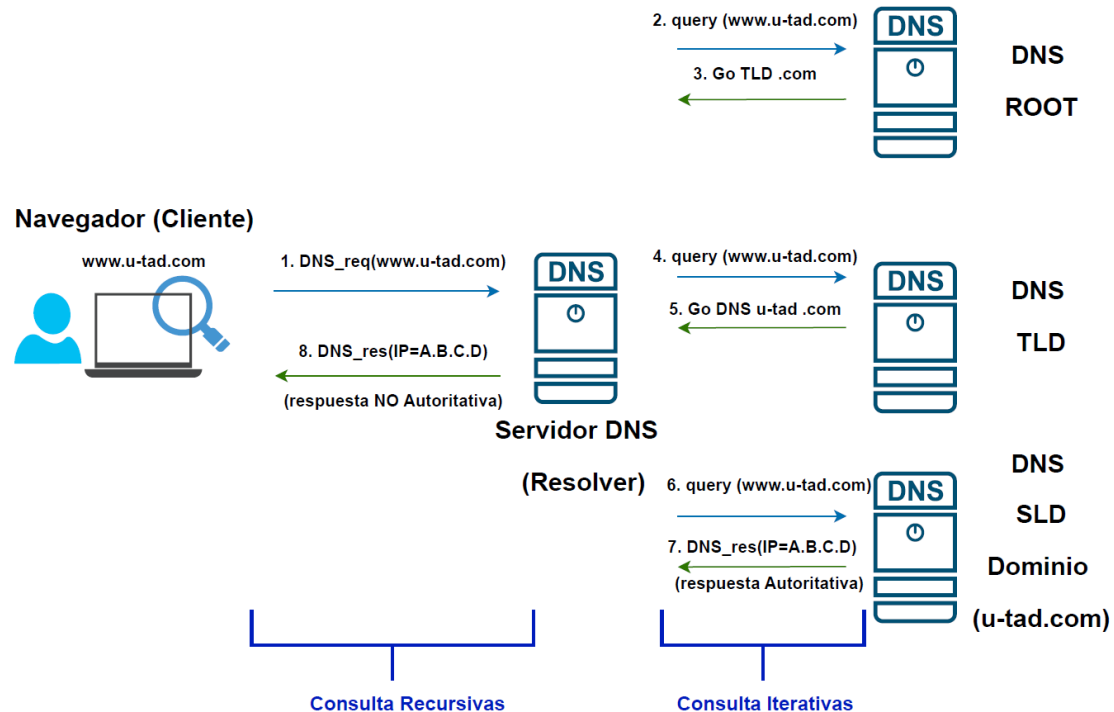 2. query (www.u-tad.com)
3. Go TLD .com
DNS
DNS
ROOT
Navegador (Cliente)
www.u-tad.com
1. DNS_req(www.u-tad.com)
8. DNS_res(IP=A.B.C.D)
(respuesta NO Autoritativa)
DNS
Servidor DNS
(Resolver)
4. query (www.u-tad.com)
5. Go DNS u-tad .com
DNS
DNS
TLD
6. query (www.u-tad.com)
7. DNS_res(IP=A.B.C.D)
(respuesta Autoritativa)
DNS
DNS
SLD
Dominio
(u-tad.com)
Consulta Recursivas
Consulta Iterativas